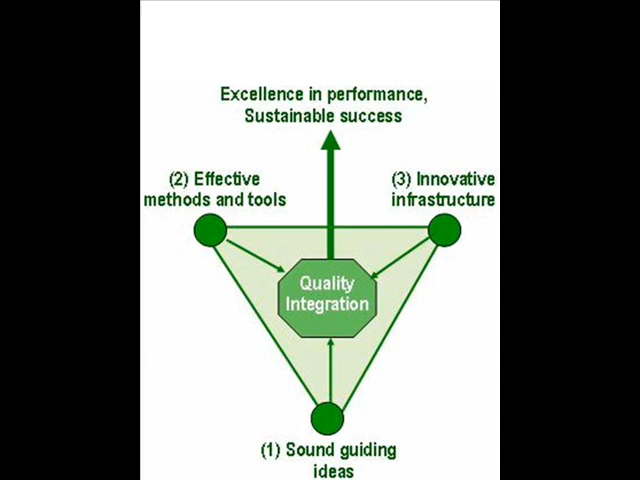 Excellence in performance,
Sustainable success
(2) Effective
methods and tools
(3) Innovative
infrastructure
Quality
Integration
(1) Sound guiding
ideas